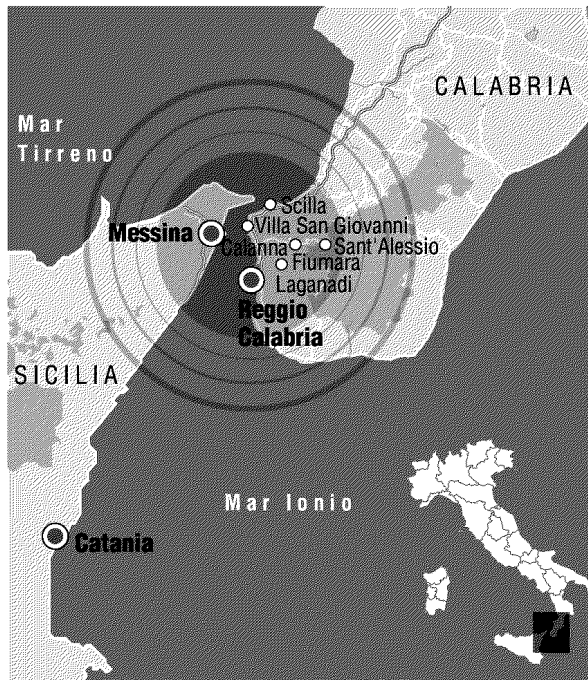 CALABRIA
Mar
Tirreno
Scilla
Villa San Giovanni
Messina
Calanna
Sant'Alessio
Fiumara
Laganadi
Reggio
Calabria
SICILIA
Mar Ionio
Catania